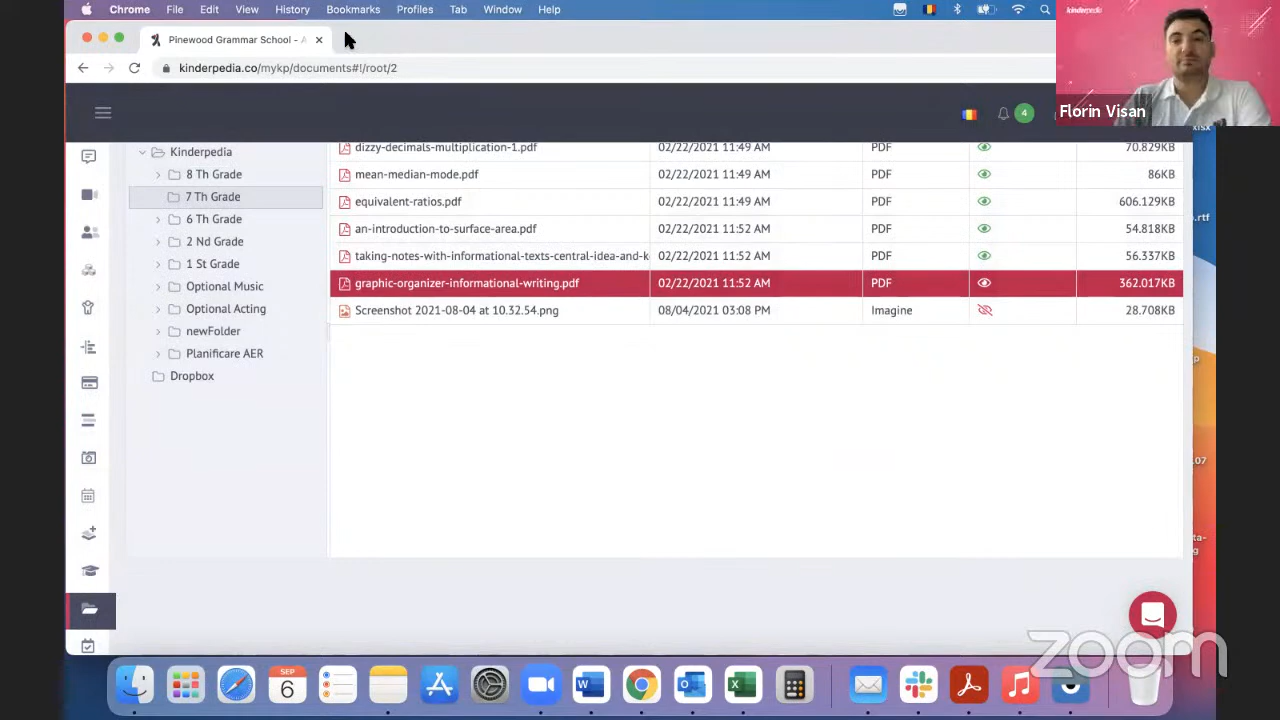 Chrome File Edit View History Bookmarks Profiles Tab Window Help
kinderpedia
Pinewood Grammar School - A
kinderpedia.co/mykp/documents#!/root/2
4
Florin Visan
xlsx
Kinderpedia
8 Th Grade
7 Th Grade
6 Th Grade
2 Nd Grade
1 St Grade
Optional Music
Optional Acting
newFolder
Planificare AER
Dropbox
dizzy-decimals-multiplication-1.pdf 02/22/2021 11:49 AM PDF 70.829KB
mean-median-mode.pdf 02/22/2021 11:49 AM PDF 86KB
equivalent-ratios.pdf 02/22/2021 11:49 AM PDF 606.129KB
an-introduction-to-surface-area.pdf 02/22/2021 11:52 AM PDF 54.818KB
taking-notes-with-informational-texts-central-idea-and-k 02/22/2021 11:52 AM PDF 56.337KB
graphic-organizer-informational-writing.pdf 02/22/2021 11:52 AM PDF 362.017KB
Screenshot 2021-08-04 at 10.32.54.png 08/04/2021 03:08 PM Imagine 28.708KB
.rtf
p
.07
ta-
zoom
SEP
6